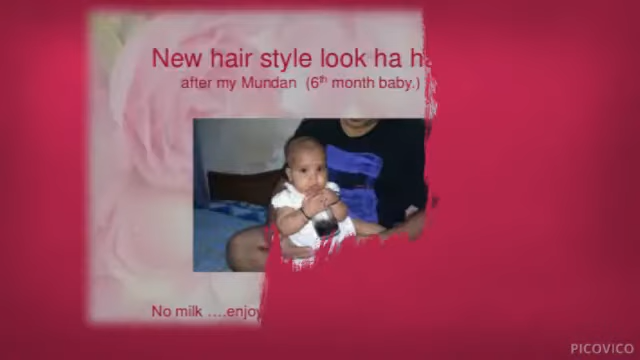 New hair style look ha h
after my Mundan (6th month baby.)
No milk ....enjoy
PICOVICO